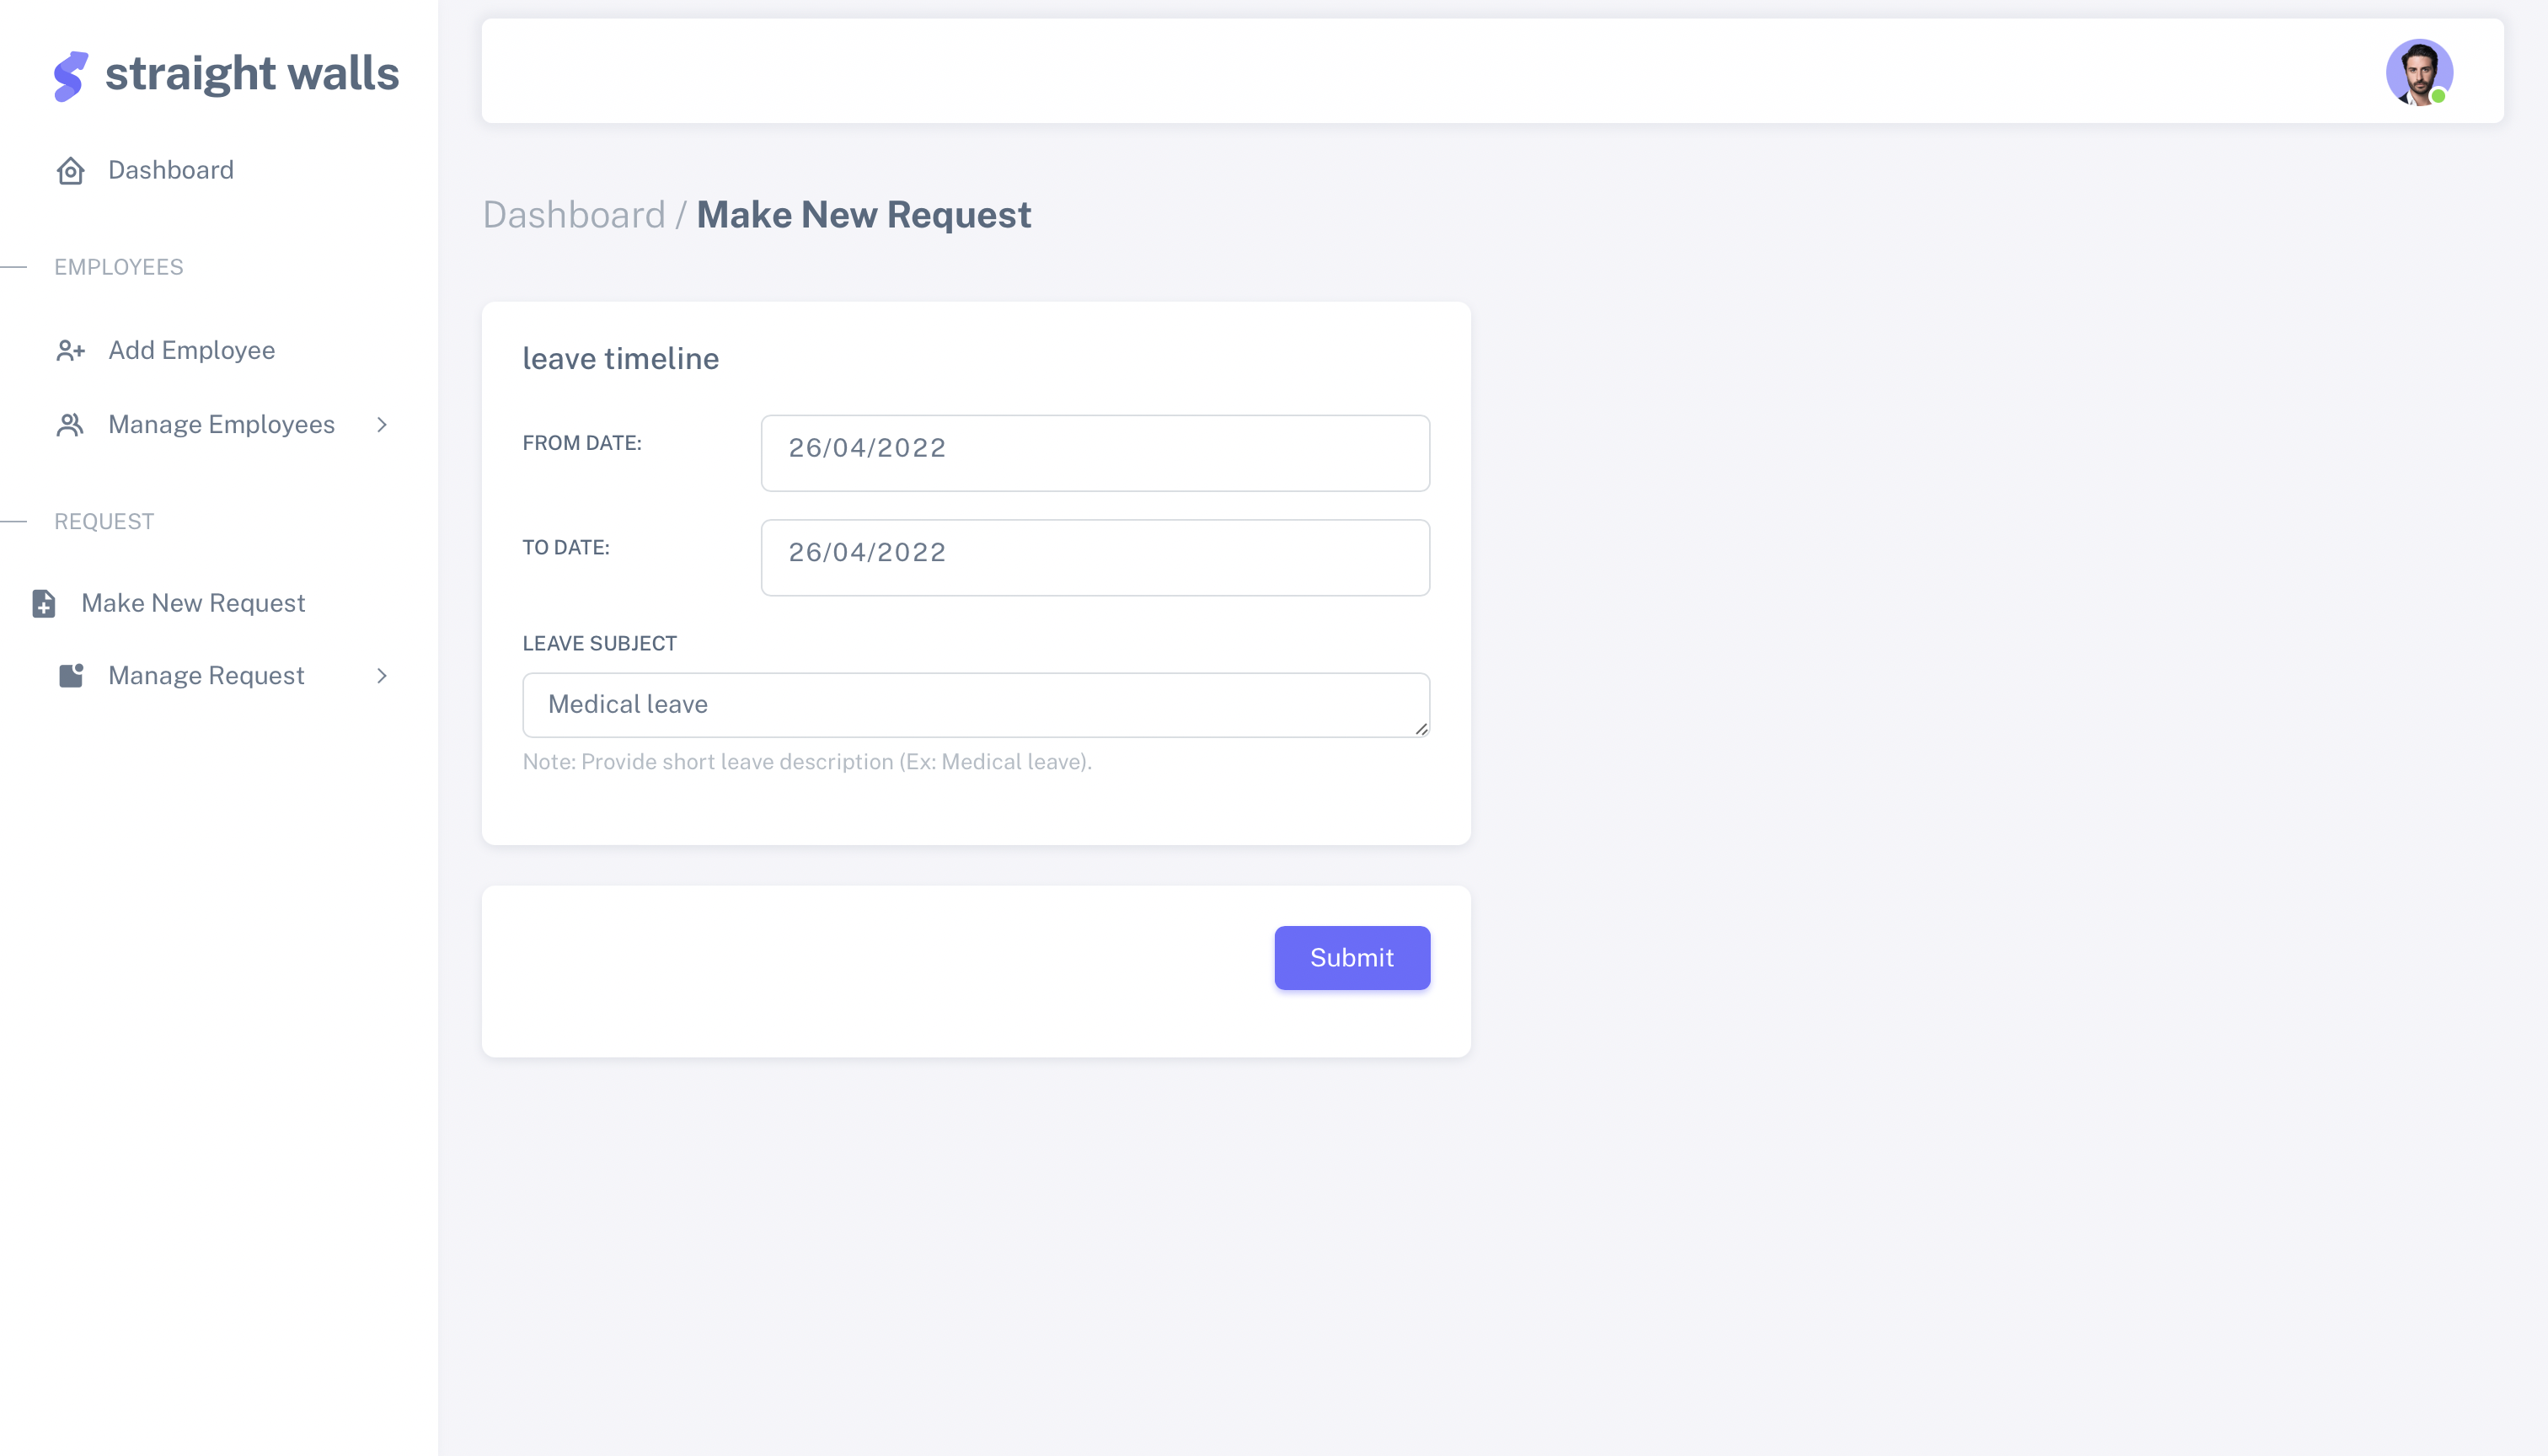 straight walls
Dashboard
EMPLOYEES
Add Employee
Manage Employees
REQUEST
Make New Request
Manage Request
Dashboard / Make New Request
leave timeline
FROM DATE: 26/04/2022
TO DATE: 26/04/2022
LEAVE SUBJECT
Medical leave
Note: Provide short leave description (Ex: Medical leave).
Submit